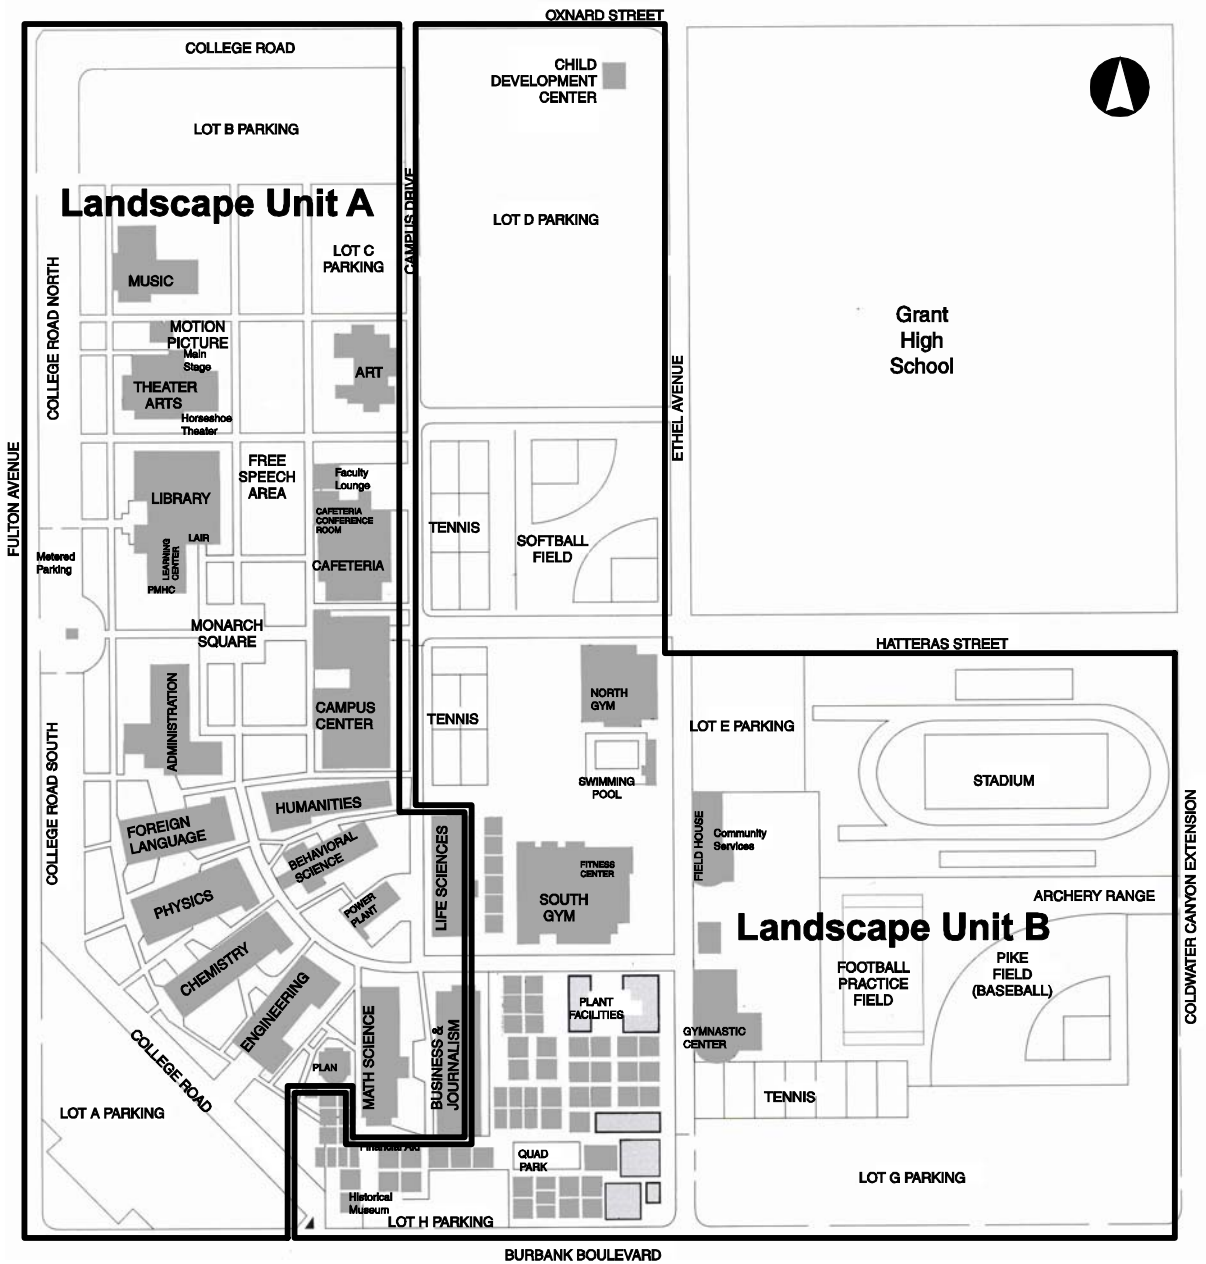 OXNARD STREET
COLLEGE ROAD
CHILD
DEVELOPMENT
CENTER
LOT B PARKING
Landscape Unit A
CAMPUS DRIVE
LOT D PARKING
LOT C
PARKING
MUSIC
COLLEGE ROAD NORTH
MOTION
PICTURE
Main
Stage
THEATER
ARTS
Horseshoe
Theater
ART
Grant
High
School
ETHEL AVENUE
FULTON AVENUE
FREE
SPEECH
AREA
Faculty
Lounge
LIBRARY
CAFETERIA
CONFERENCE
ROOM
TENNIS
SOFTBALL
FIELD
LAIR
LEARNING
CENTER
PMHC
CAFETERIA
Metered
Parking
MONARCH
SQUARE
HATTERAS STREET
ADMINISTRATION
CAMPUS
CENTER
TENNIS
NORTH
GYM
LOT E PARKING
SWIMMING
POOL
STADIUM
COLLEGE ROAD SOUTH
HUMANITIES
FOREIGN
LANGUAGE
BEHAVIORAL
SCIENCE
LIFE SCIENCES
FIELD HOUSE
Community
Services
COLDWATER CANYON EXTENSION
FITNESS
CENTER
SOUTH
GYM
PHYSICS
POWER
PLANT
ARCHERY RANGE
Landscape Unit B
CHEMISTRY
ENGINEERING
FOOTBALL
PRACTICE
FIELD
PIKE
FIELD
(BASEBALL)
PLANT
FACILITIES
GYMNASTIC
CENTER
MATH SCIENCE
BUSINESS &
JOURNALISM
COLLEGE ROAD
PLAN
TENNIS
LOT A PARKING
Financial Aid
QUAD
PARK
LOT G PARKING
Historical
Museum
LOT H PARKING
BURBANK BOULEVARD